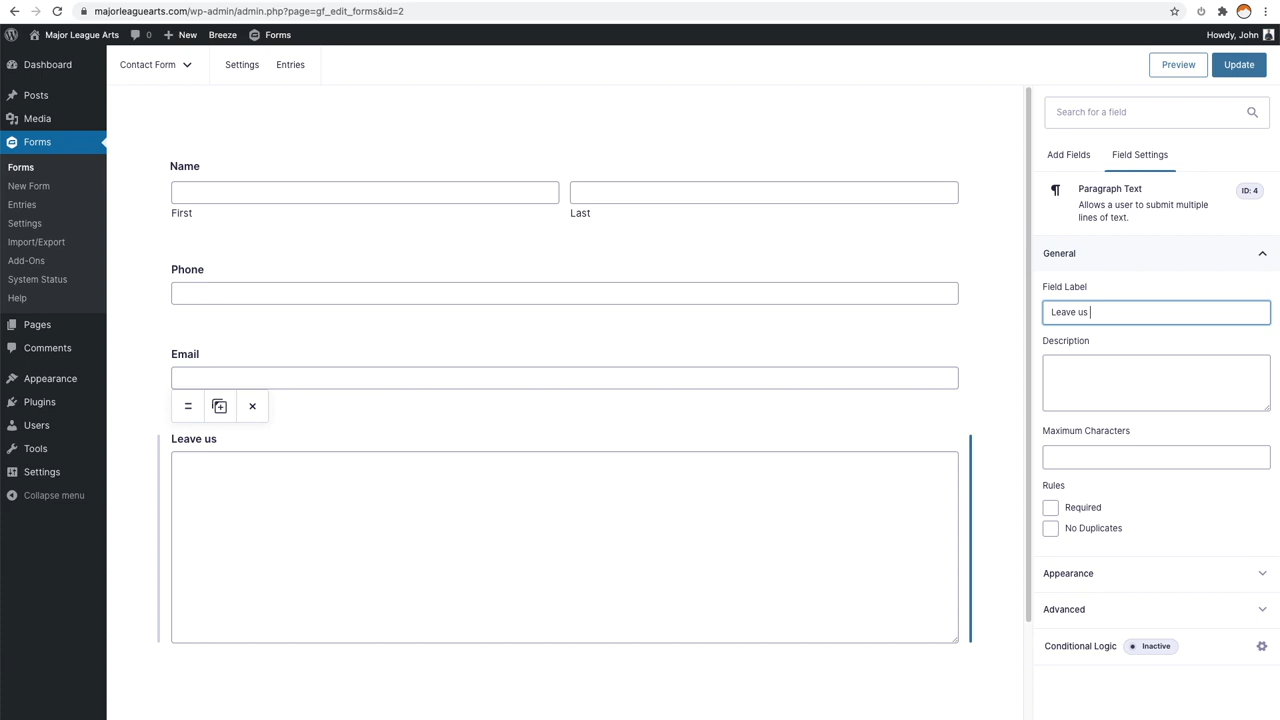 majorleaguearts.com/wp-admin/admin.php?page=gf_edit_forms&id=2
Major League Arts 0 New Breeze Forms Howdy, John
Dashboard
Posts
Media
Forms
Forms
New Form
Entries
Settings
Import/Export
Add-Ons
System Status
Help
Pages
Comments
Appearance
Plugins
Users
Tools
Settings
Collapse menu
Contact Form Settings Entries Preview Update
Name
First Last
Phone
Email
Leave us
Search for a field
Add Fields Field Settings
Paragraph Text ID: 4
Allows a user to submit multiple
lines of text.
General
Field Label
Leave us
Description
Maximum Characters
Rules
Required
No Duplicates
Appearance
Advanced
Conditional Logic Inactive